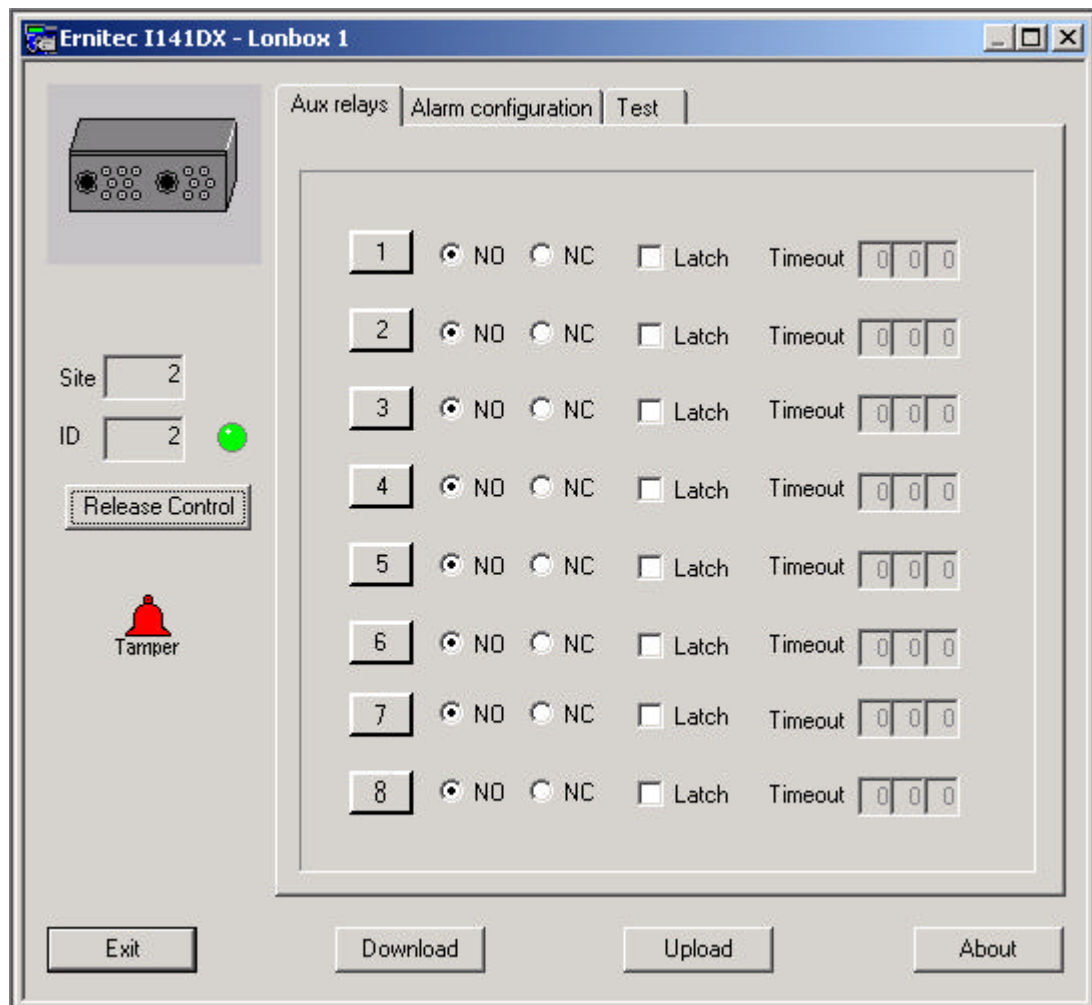 Ernitec I141DX - Lonbox 1
Aux relays Alarm configuration Test
1 NO NC Latch Timeout 0 0 0
2 NO NC Latch Timeout 0 0 0
Site 2
3 NO NC Latch Timeout 0 0 0
ID 2
4 NO NC Latch Timeout 0 0 0
Release Control
5 NO NC Latch Timeout 0 0 0
6 NO NC Latch Timeout 0 0 0
Tamper
7 NO NC Latch Timeout 0 0 0
8 NO NC Latch Timeout 0 0 0
Exit Download Upload About